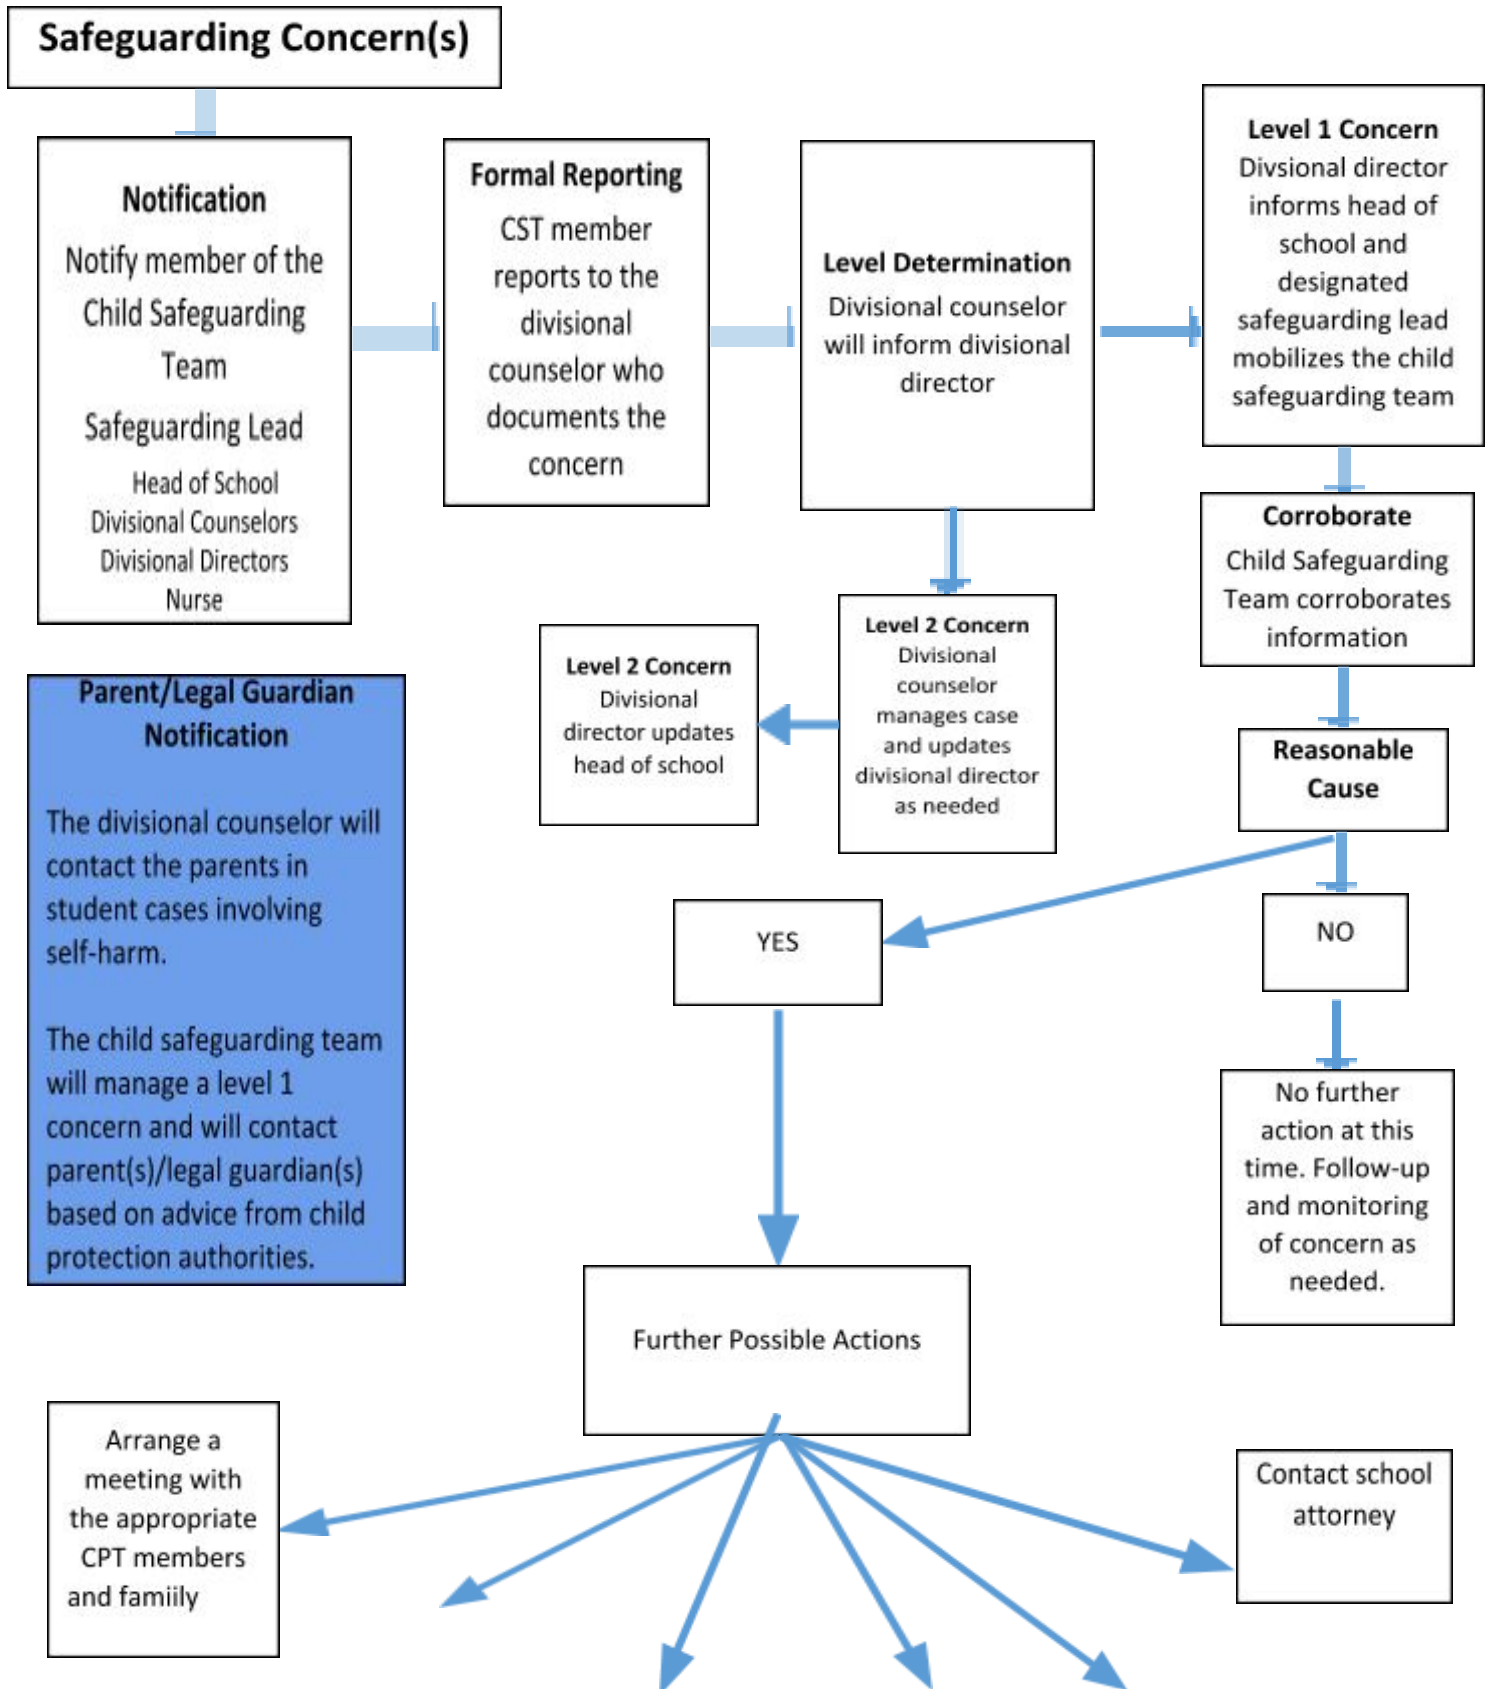 Safeguarding Concern(s)
Notification
Notify member of the
Child Safeguarding
Team
Safeguarding Lead
Head of School
Divisional Counselors
Divisional Directors
Nurse
Formal Reporting
CST member
reports to the
divisional
counselor who
documents the
concern
Level Determination
Divisional counselor
will inform divisional
director
Level 1 Concern
Divsional director
informs head of
school and
designated
safeguarding lead
mobilizes the child
safeguarding team
Corroborate
Child Safeguarding
Team corroborates
information
Level 2 Concern
Divisional
counselor
manages case
and updates
divisional director
as needed
Level 2 Concern
Divisional
director updates
head of school
Reasonable
Cause
Parent/Legal Guardian
Notification
The divisional counselor will
contact the parents in
student cases involving
self-harm.
The child safeguarding team
will manage a level 1
concern and will contact
parent(s)/legal guardian(s)
based on advice from child
protection authorities.
YES
NO
No further
action at this
time. Follow-up
and monitoring
of concern as
needed.
Further Possible Actions
Arrange a
meeting with
the appropriate
CPT members
and famiily
Contact school
attorney